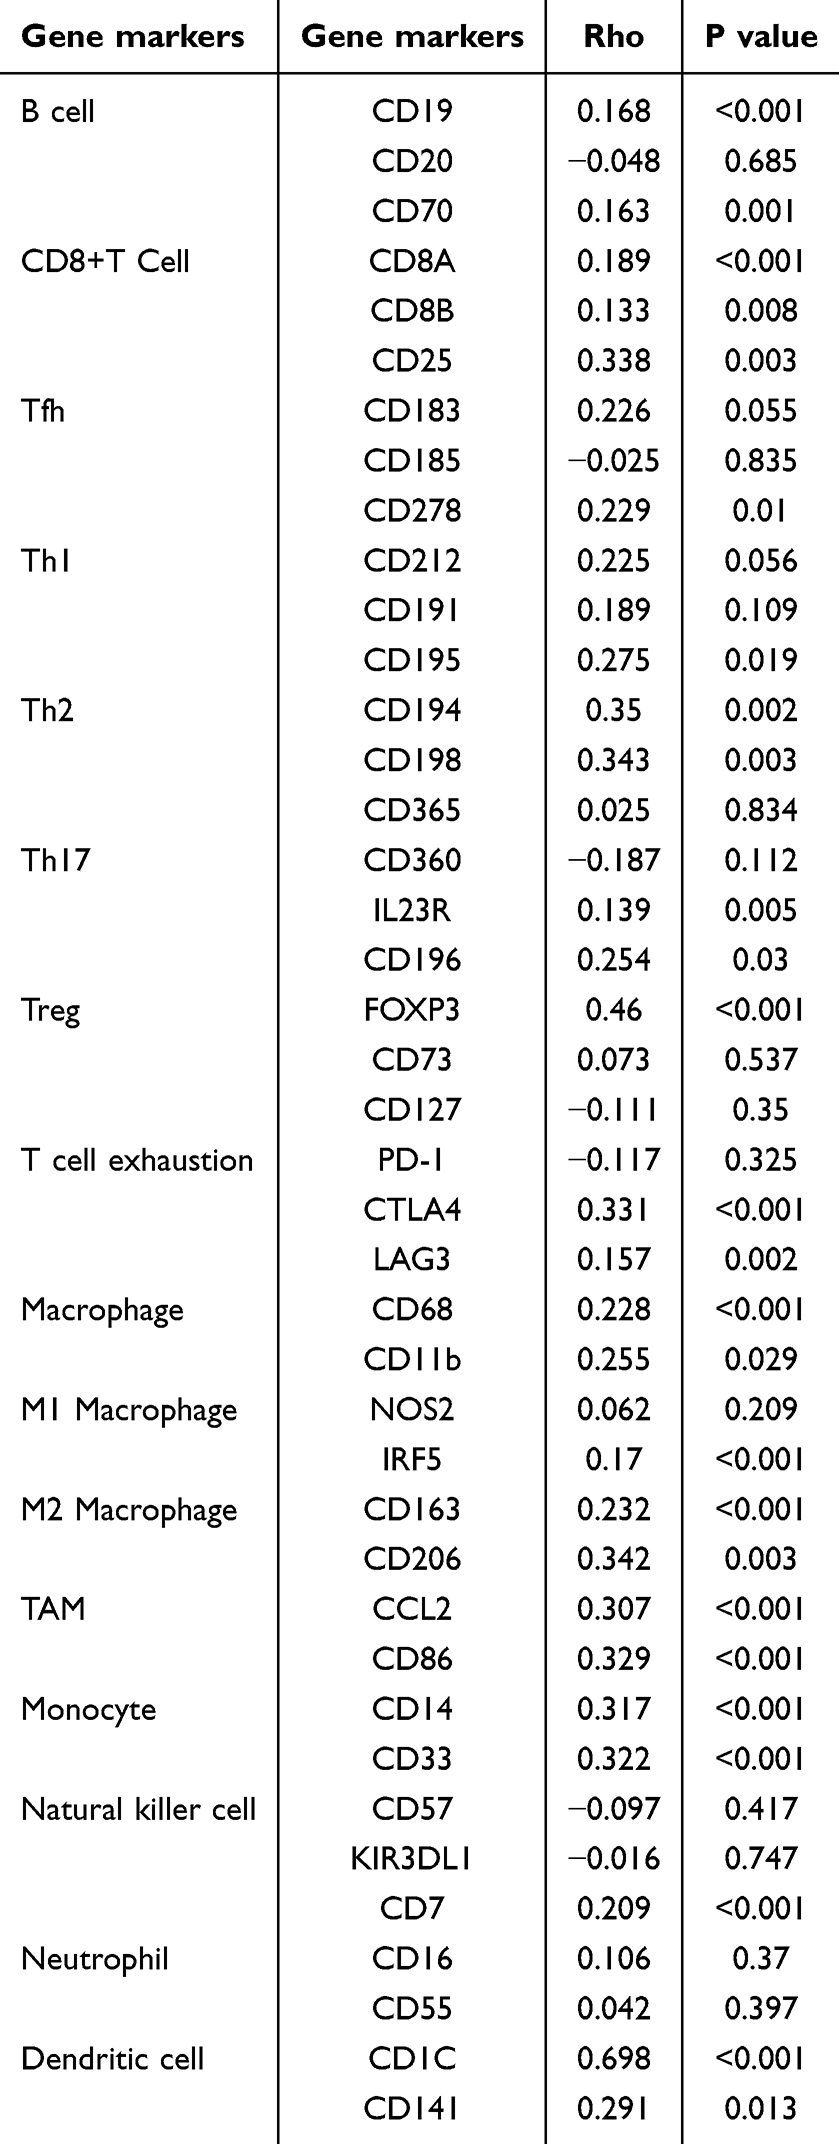 Gene markers Gene markers Rho P value
B cell CD19 0.168 <0.001
CD20 −0.048 0.685
CD70 0.163 0.001
CD8+T Cell CD8A 0.189 <0.001
CD8B 0.133 0.008
CD25 0.338 0.003
Tfh CD183 0.226 0.055
CD185 −0.025 0.835
CD278 0.229 0.01
Th1 CD212 0.225 0.056
CD191 0.189 0.109
CD195 0.275 0.019
Th2 CD194 0.35 0.002
CD198 0.343 0.003
CD365 0.025 0.834
Th17 CD360 −0.187 0.112
IL23R 0.139 0.005
CD196 0.254 0.03
Treg FOXP3 0.46 <0.001
CD73 0.073 0.537
CD127 −0.111 0.35
T cell exhaustion PD-1 −0.117 0.325
CTLA4 0.331 <0.001
LAG3 0.157 0.002
Macrophage CD68 0.228 <0.001
CD11b 0.255 0.029
M1 Macrophage NOS2 0.062 0.209
IRF5 0.17 <0.001
M2 Macrophage CD163 0.232 <0.001
CD206 0.342 0.003
TAM CCL2 0.307 <0.001
CD86 0.329 <0.001
Monocyte CD14 0.317 <0.001
CD33 0.322 <0.001
Natural killer cell CD57 −0.097 0.417
KIR3DL1 −0.016 0.747
CD7 0.209 <0.001
Neutrophil CD16 0.106 0.37
CD55 0.042 0.397
Dendritic cell CD1C 0.698 <0.001
CD141 0.291 0.013